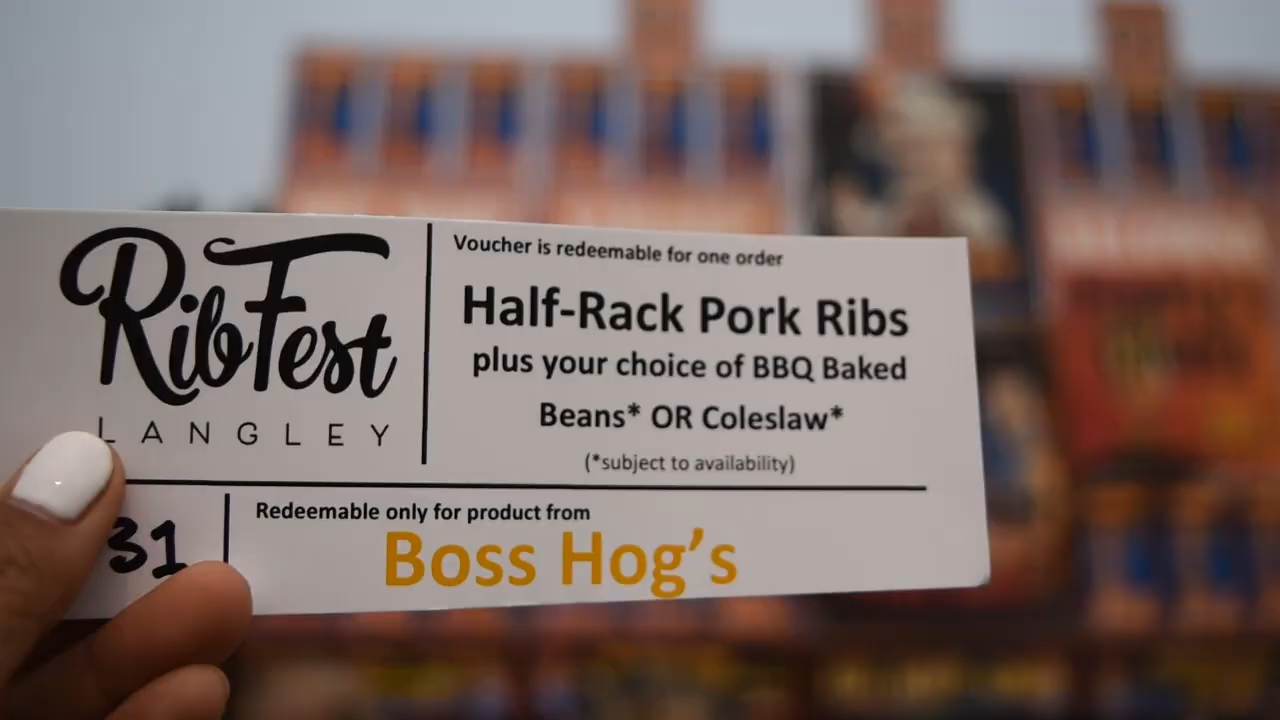 RibFest
LANGLEY
Voucher is redeemable for one order
Half-Rack Pork Ribs
plus your choice of BBQ Baked
Beans* OR Coleslaw*
(*subject to availability)
31
Redeemable only for product from
Boss Hog's